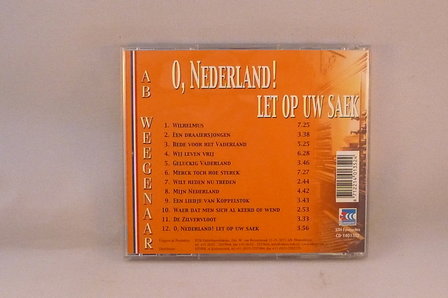 AB WEEGENAAR
O, NEDERLAND!
LET OP UW SAEK
1. WILHELMUS 7.25
2. EEN DRAAIERSJONGEN 3.38
3. BEDE VOOR HET VADERLAND 5.25
4. WIJ LEVEN VRIJ 6.28
5. GELUCKIG VADERLAND 3.46
6. MERCK TOCH HOE STERCK 7.27
7. WILT HEDEN NU TREDEN 2.44
8. MIJN NEDERLAND 4.42
9. EEN LIEDJE VAN KOPPELSTOK 3.43
10. WAER DAT MEN SICH AL KEERD OF WEND 2.53
11. DE ZILVERVLOOT 3.33
12. O, NEDERLAND! LET OP UW SAEK 3.56